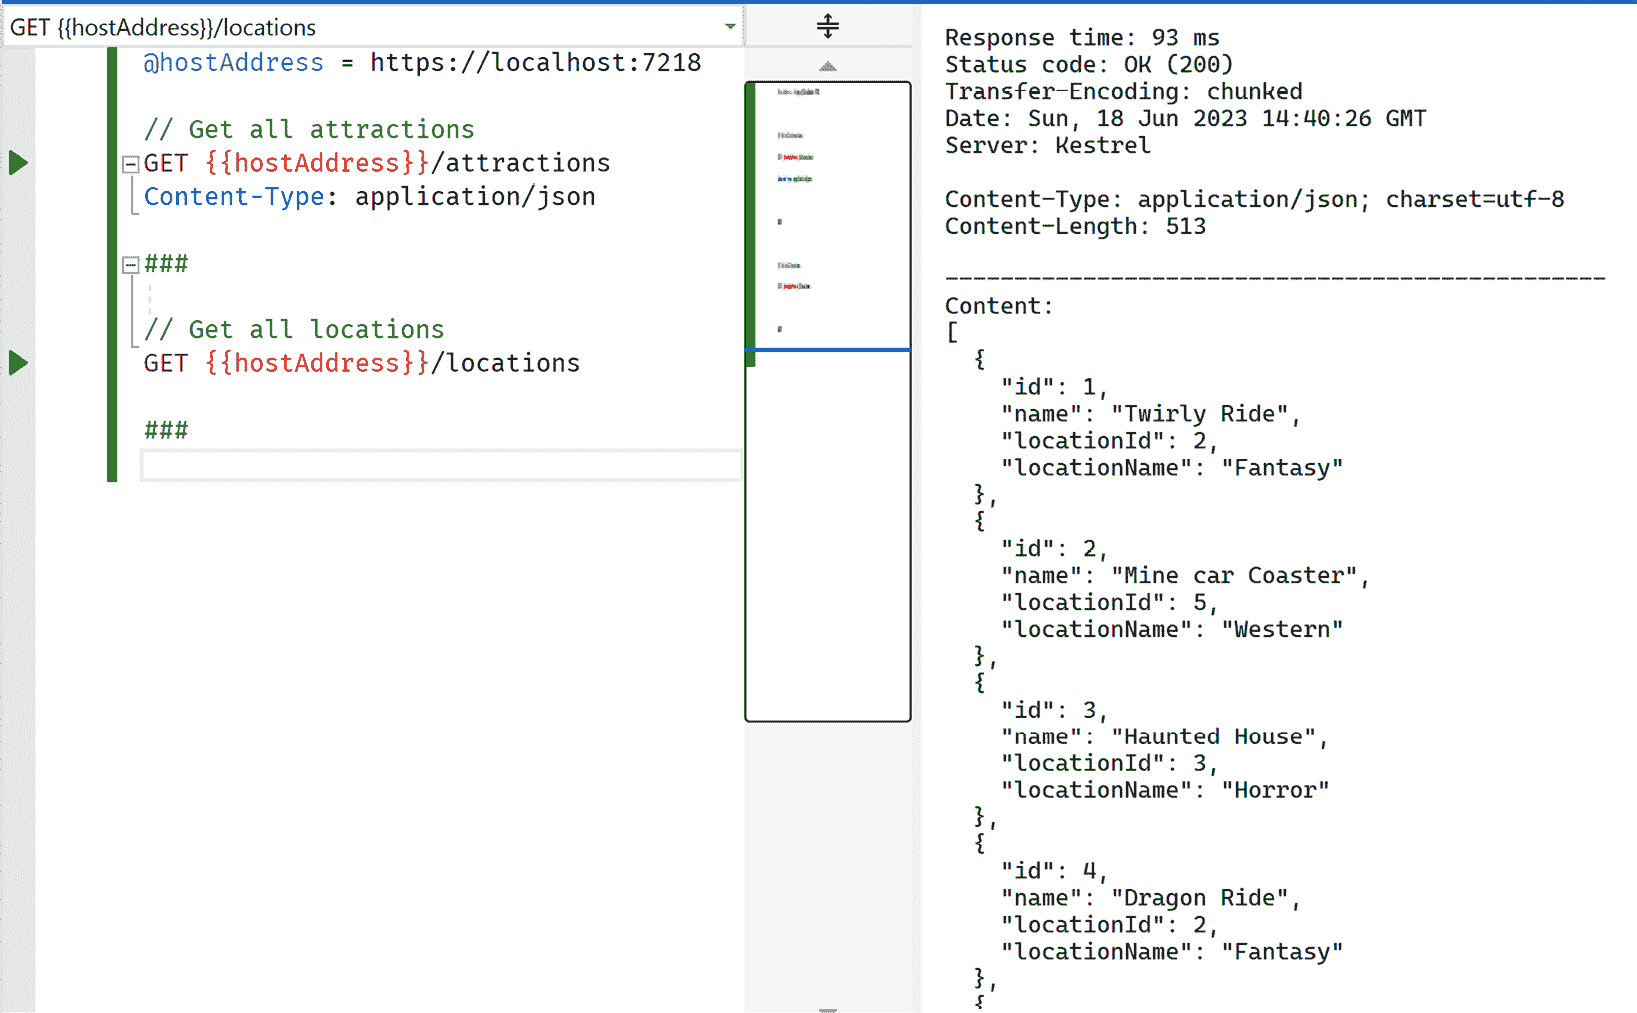 GET {{hostAddress}}/locations
@hostAddress = https://localhost:7218
// Get all attractions
GET {{hostAddress}}/attractions
Content-Type: application/json
###
// Get all locations
GET {{hostAddress}}/locations
###
Response time: 93 ms
Status code: OK (200)
Transfer-Encoding: chunked
Date: Sun, 18 Jun 2023 14:40:26 GMT
Server: Kestrel
Content-Type: application/json; charset=utf-8
Content-Length: 513
------------------------------------------------
Content:
[
  {
    "id": 1,
    "name": "Twirly Ride",
    "locationId": 2,
    "locationName": "Fantasy"
  },
  {
    "id": 2,
    "name": "Mine car Coaster",
    "locationId": 5,
    "locationName": "Western"
  },
  {
    "id": 3,
    "name": "Haunted House",
    "locationId": 3,
    "locationName": "Horror"
  },
  {
    "id": 4,
    "name": "Dragon Ride",
    "locationId": 2,
    "locationName": "Fantasy"
  },
  {